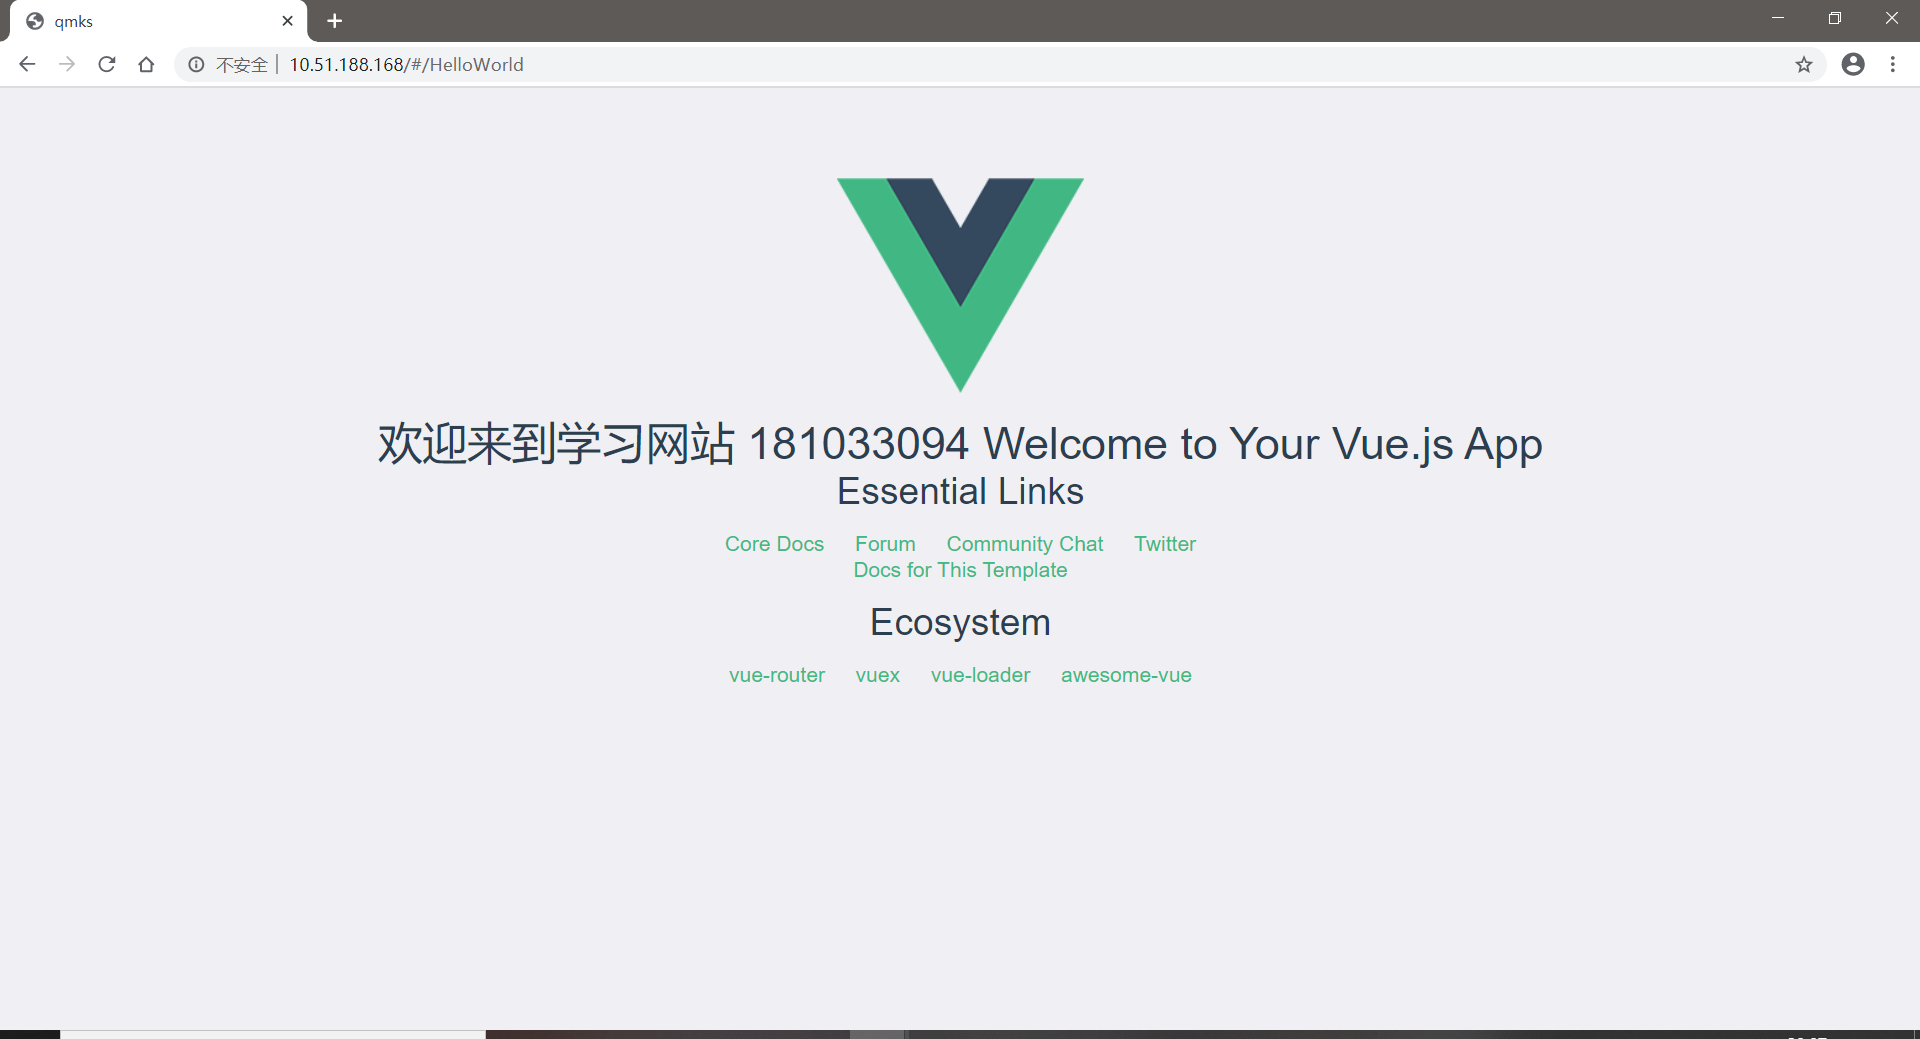 qmks
不安全 10.51.188.168/#/HelloWorld
欢迎来到学习网站 181033094 Welcome to Your Vue.js App
Essential Links
Core Docs Forum Community Chat Twitter
Docs for This Template
Ecosystem
vue-router vuex vue-loader awesome-vue